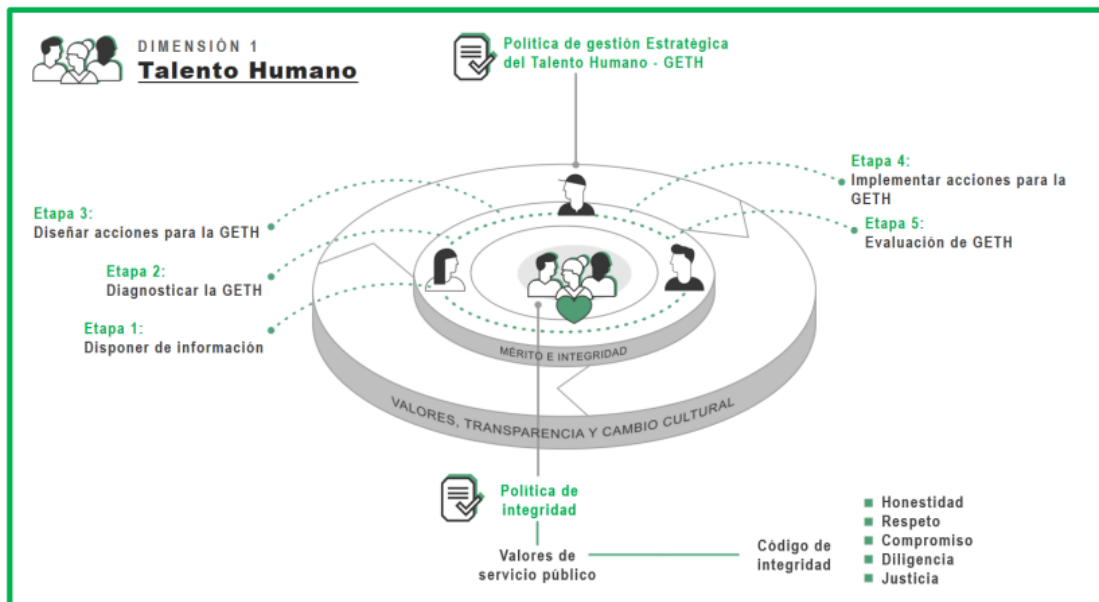 DIMENSIÓN 1
Talento Humano
Política de gestión Estratégica
del Talento Humano - GETH
Etapa 3:
Diseñar acciones para la GETH
Etapa 2:
Diagnosticar la GETH
Etapa 1:
Disponer de información
Etapa 4:
Implementar acciones para la
GETH
Etapa 5:
Evaluación de GETH
MÉRITO E INTEGRIDAD
VALORES, TRANSPARENCIA Y CAMBIO CULTURAL
Política de
integridad
Valores de
servicio público
Código de
integridad
Honestidad
Respeto
Compromiso
Diligencia
Justicia